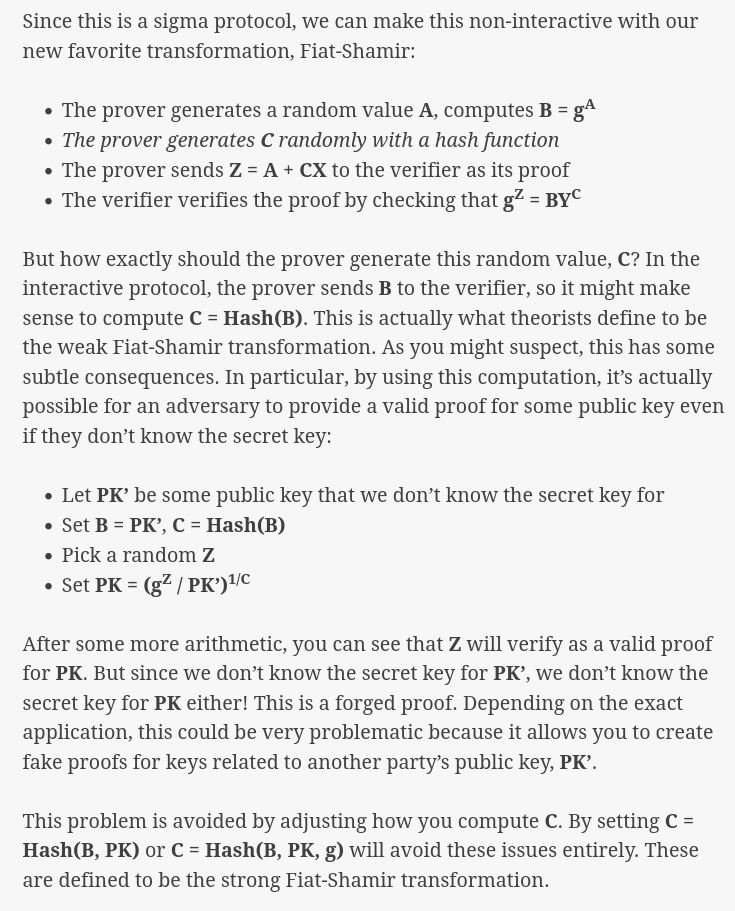 Since this is a sigma protocol, we can make this non-interactive with our
new favorite transformation, Fiat-Shamir:
• The prover generates a random value A, computes B = g^A
• The prover generates C randomly with a hash function
• The prover sends Z = A + CX to the verifier as its proof
• The verifier verifies the proof by checking that g^Z = BY^C
But how exactly should the prover generate this random value, C? In the
interactive protocol, the prover sends B to the verifier, so it might make
sense to compute C = Hash(B). This is actually what theorists define to be
the weak Fiat-Shamir transformation. As you might suspect, this has some
subtle consequences. In particular, by using this computation, it’s actually
possible for an adversary to provide a valid proof for some public key even
if they don’t know the secret key:
• Let PK’ be some public key that we don’t know the secret key for
• Set B = PK’, C = Hash(B)
• Pick a random Z
• Set PK = (g^Z / PK’)^1/C
After some more arithmetic, you can see that Z will verify as a valid proof
for PK. But since we don’t know the secret key for PK’, we don’t know the
secret key for PK either! This is a forged proof. Depending on the exact
application, this could be very problematic because it allows you to create
fake proofs for keys related to another party’s public key, PK’.
This problem is avoided by adjusting how you compute C. By setting C =
Hash(B, PK) or C = Hash(B, PK, g) will avoid these issues entirely. These
are defined to be the strong Fiat-Shamir transformation.